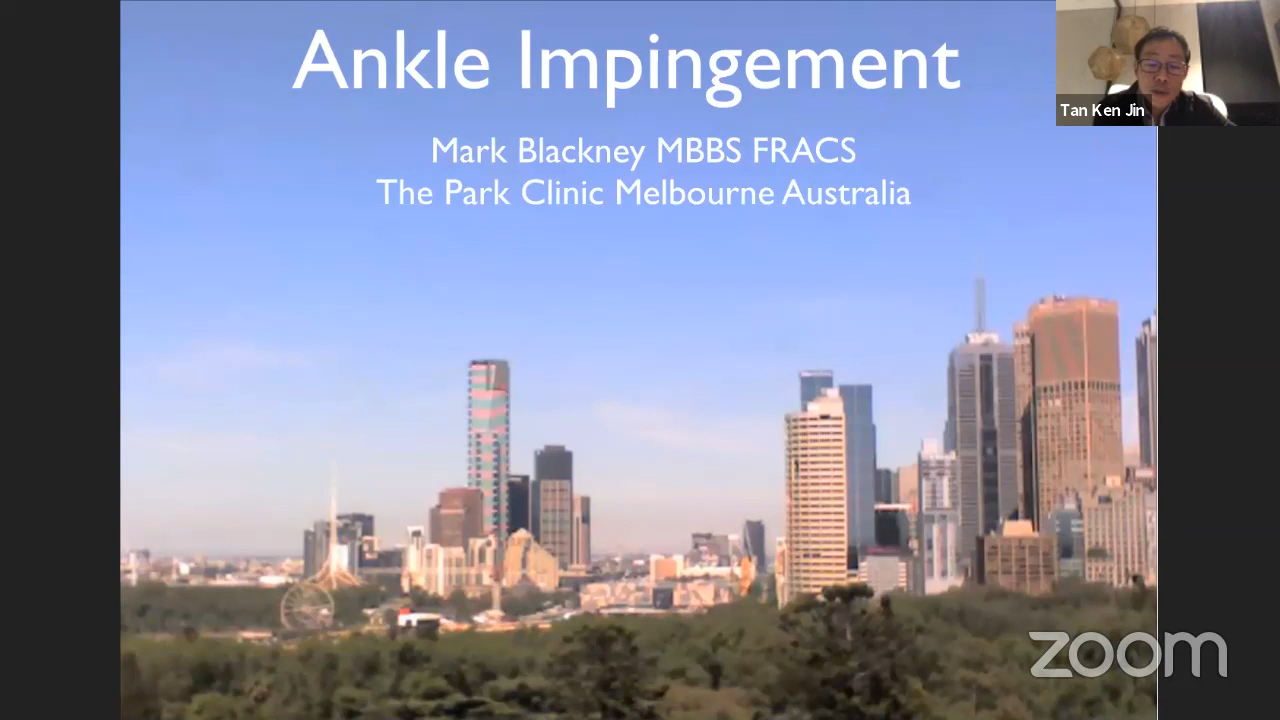 Ankle Impingement
Mark Blackney MBBS FRACS
The Park Clinic Melbourne Australia
Tan Ken Jin
zoom